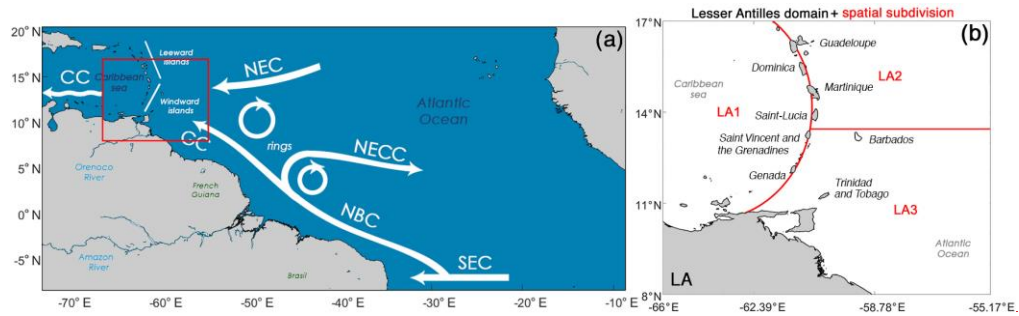 20° N
15° N
10° N
5° N
0° N
-5° N
-70° E
-60° E
-50° E
-40° E
-30° E
-20° E
-10° E
(a)
Leeward
islands
CC
Caribbean
sea
Windward
islands
NEC
Atlantic
Ocean
CC
rings
NECC
Orenoco
River
French
Guiana
NBC
Amazon
River
Brasil
SEC
Lesser Antilles domain + spatial subdivision
17°N
14°N
11°N
8°N
-66°
-62.39°
-58.78°
-55.17°E
(b)
Guadeloupe
Dominica
LA2
Caribbean
sea
Martinique
LA1
Saint-Lucia
Saint Vincent and
the Grenadines
Barbados
Genada
Trinidad
and Tobago
LA3
Atlantic
Ocean
LA